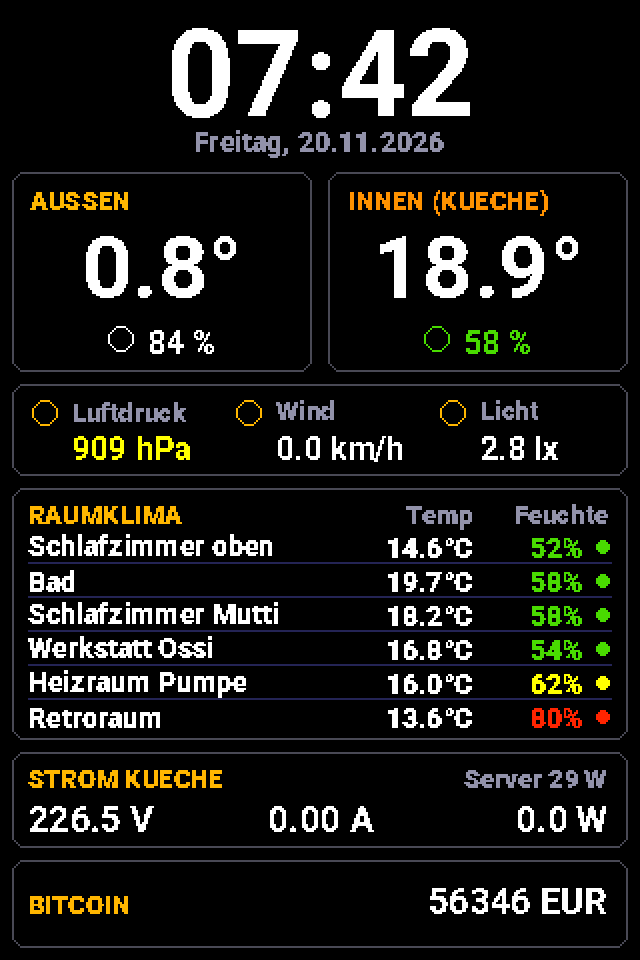 07:42
Freitag, 20.11.2026
AUSSEN
0.8°
84 %
INNEN (KUECHE)
18.9°
58 %
Luftdruck Wind Licht
909 hPa 0.0 km/h 2.8 lx
RAUMKLIMA Temp Feuchte
Schlafzimmer oben 14.6°C 52%
Bad 19.7°C 58%
Schlafzimmer Mutti 18.2°C 58%
Werkstatt Ossi 16.8°C 54%
Heizraum Pumpe 16.0°C 62%
Retroraum 13.6°C 80%
STROM KUECHE Server 29 W
226.5 V 0.00 A 0.0 W
BITCOIN 56346 EUR